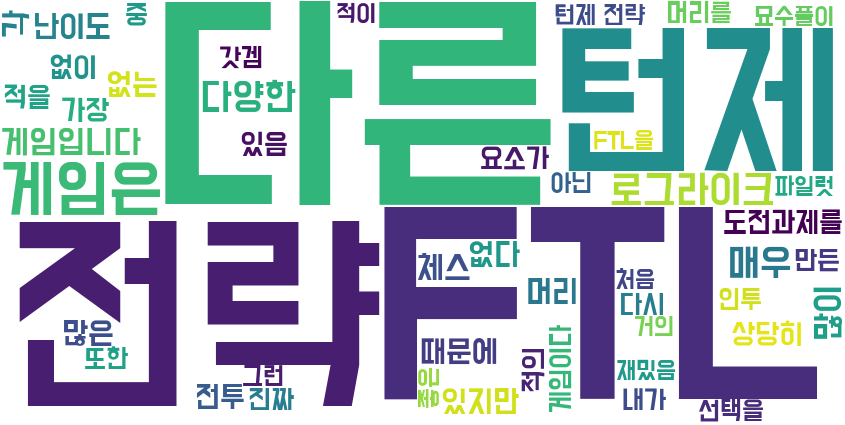 각
난이도
중
적이
턴제 전략
머리를
묘수풀이
다른
턴제
갓겜
없이
없는
다양한
적을
가장
게임입니다
있음
FTL을
요소가
게임은
아닌
로그라이크
파일럿
도전과제를
전략
FTL
체스
없다
매우
만든
머리
처음
다시
인투
많이
많은
거의
상당히
때문에
또한
그런
적인
게임이다
재밌음
전투
진짜
좋은
있지만
내가
선택을